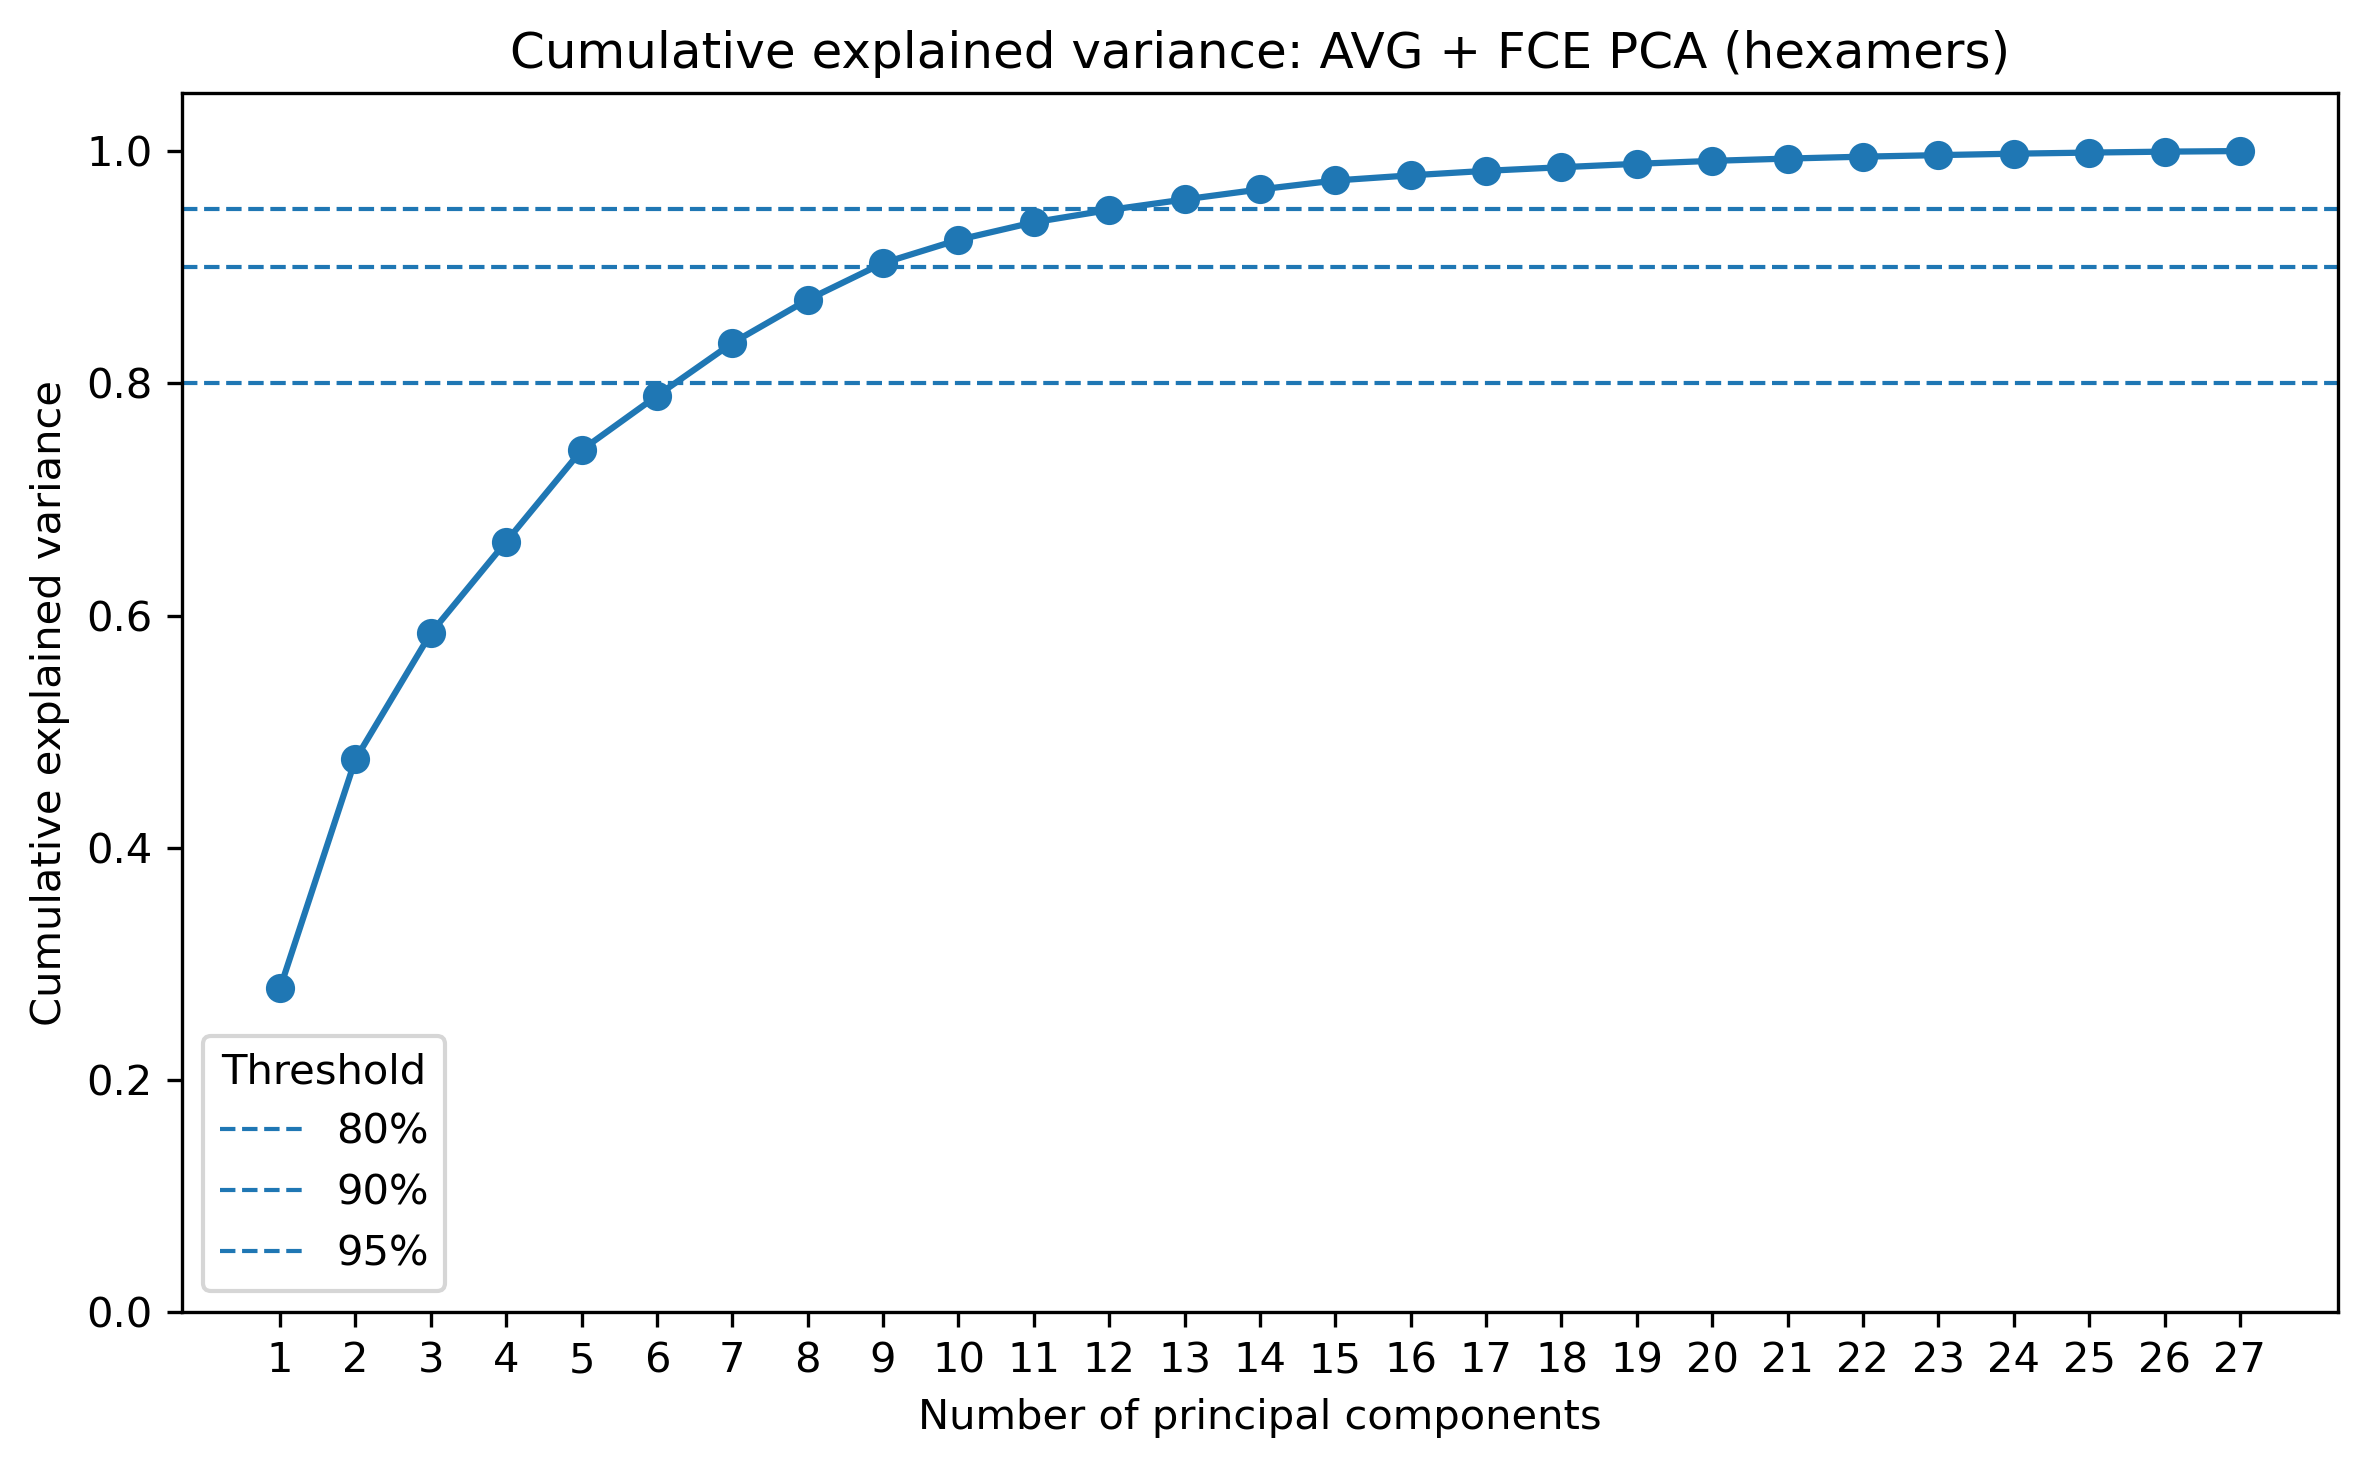 Cumulative explained variance: AVG + FCE PCA (hexamers)
Cumulative explained variance
1.0
0.8
0.6
0.4
0.2
0.0
Threshold
80%
90%
95%
1 2 3 4 5 6 7 8 9 10 11 12 13 14 15 16 17 18 19 20 21 22 23 24 25 26 27
Number of principal components